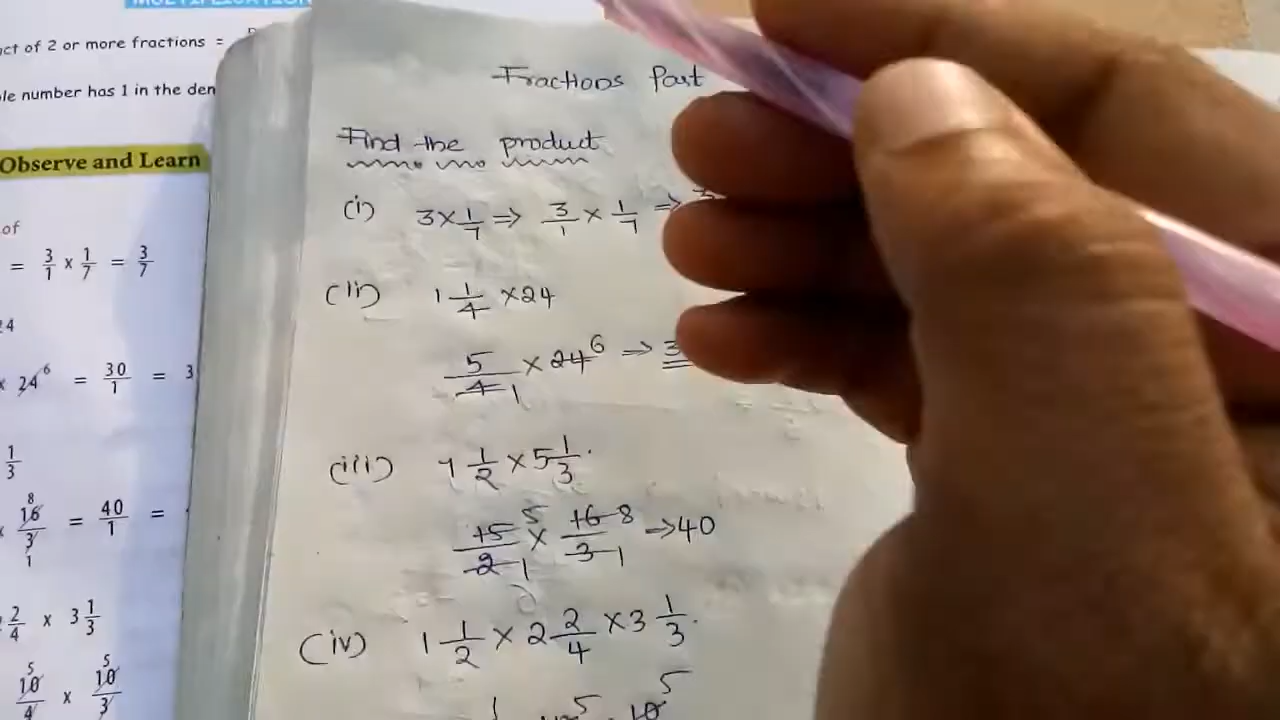 MULTIPLICATION
ct of 2 or more fractions =
le number has 1 in the den
Observe and Learn
of
= 3/1 × 1/7 = 3/7
24
× 24 6 = 30/1 = 3
1/3
× 16 8/3 1 = 40/1 =
2/4 × 3 1/3
10 5/4 × 10 5/3
Fractions Part
Find the product
(i) 3 × 1/7 ⇒ 3/1 × 1/7 ⇒ 3
(ii) 1 1/4 × 24
5/4 1 × 24 6 ⇒ 3
(iii) 7 1/2 × 5 1/3.
15 5/2 1 × 16 8/3 1 ⇒ 40
(iv) 1 1/2 × 2 2/4 × 3 1/3.
5 10 5